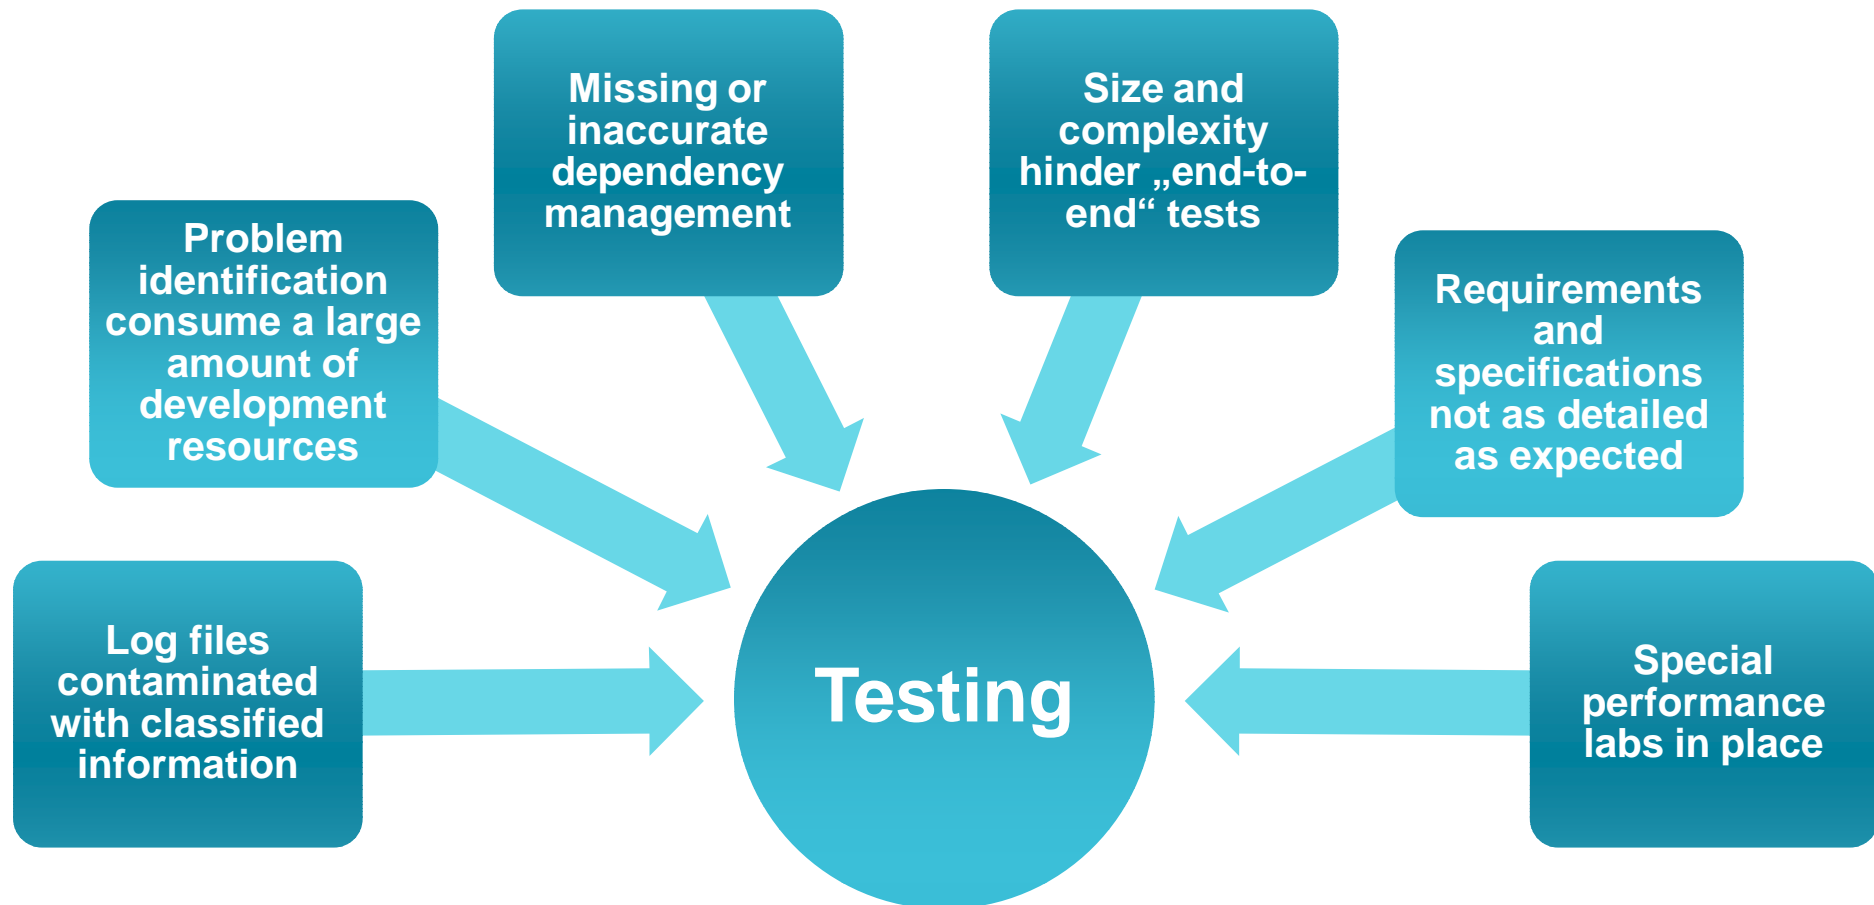 Missing or
inaccurate
dependency
management
Size and
complexity
hinder „end-to-
end“ tests
Problem
identification
consume a large
amount of
development
resources
Requirements
and
specifications
not as detailed
as expected
Log files
contaminated
with classified
information
Testing
Special
performance
labs in place